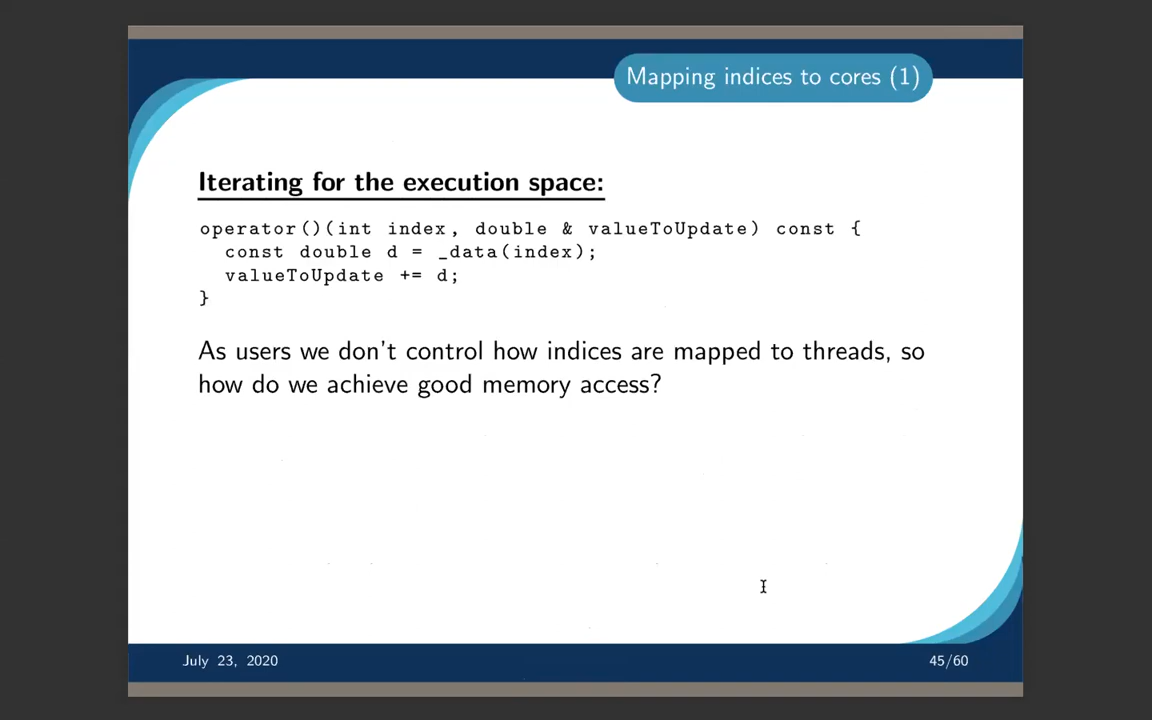 Mapping indices to cores (1)
Iterating for the execution space:
operator()(int index, double & valueToUpdate) const {
  const double d = _data(index);
  valueToUpdate += d;
}
As users we don't control how indices are mapped to threads, so
how do we achieve good memory access?
July 23, 2020
45/60